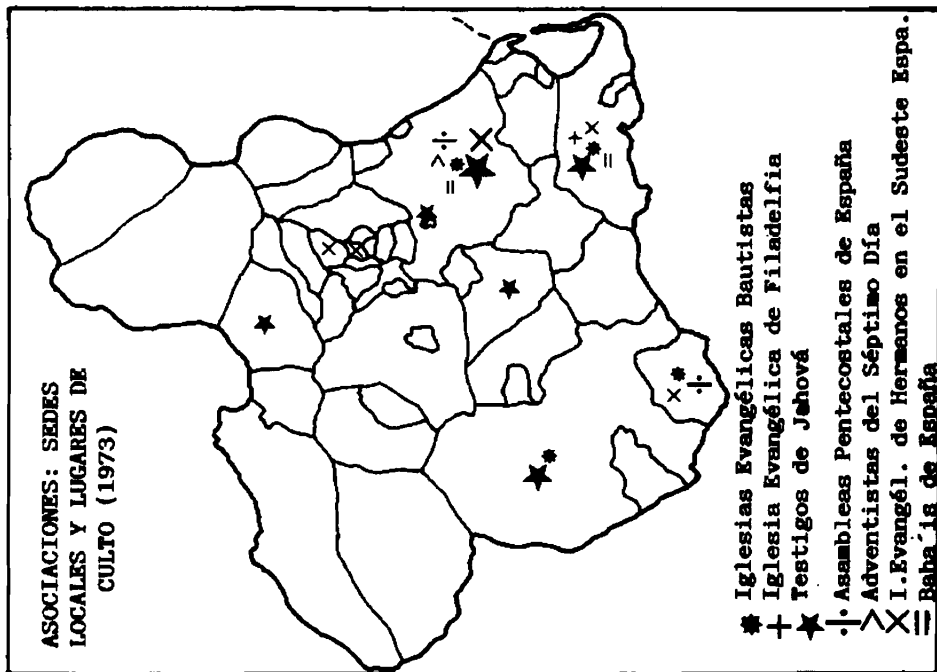 ASOCIACIONES: SEDES
LOCALES Y LUGARES DE
CULTO (1973)
Iglesias Evangélicas Bautistas
Iglesia Evangélica de Filadelfia
Testigos de Jehová
Asambleas Pentecostales de España
Adventistas del Séptimo Día
I.Evangél. de Hermanos en el Sudeste Espa.
Baha´is de España